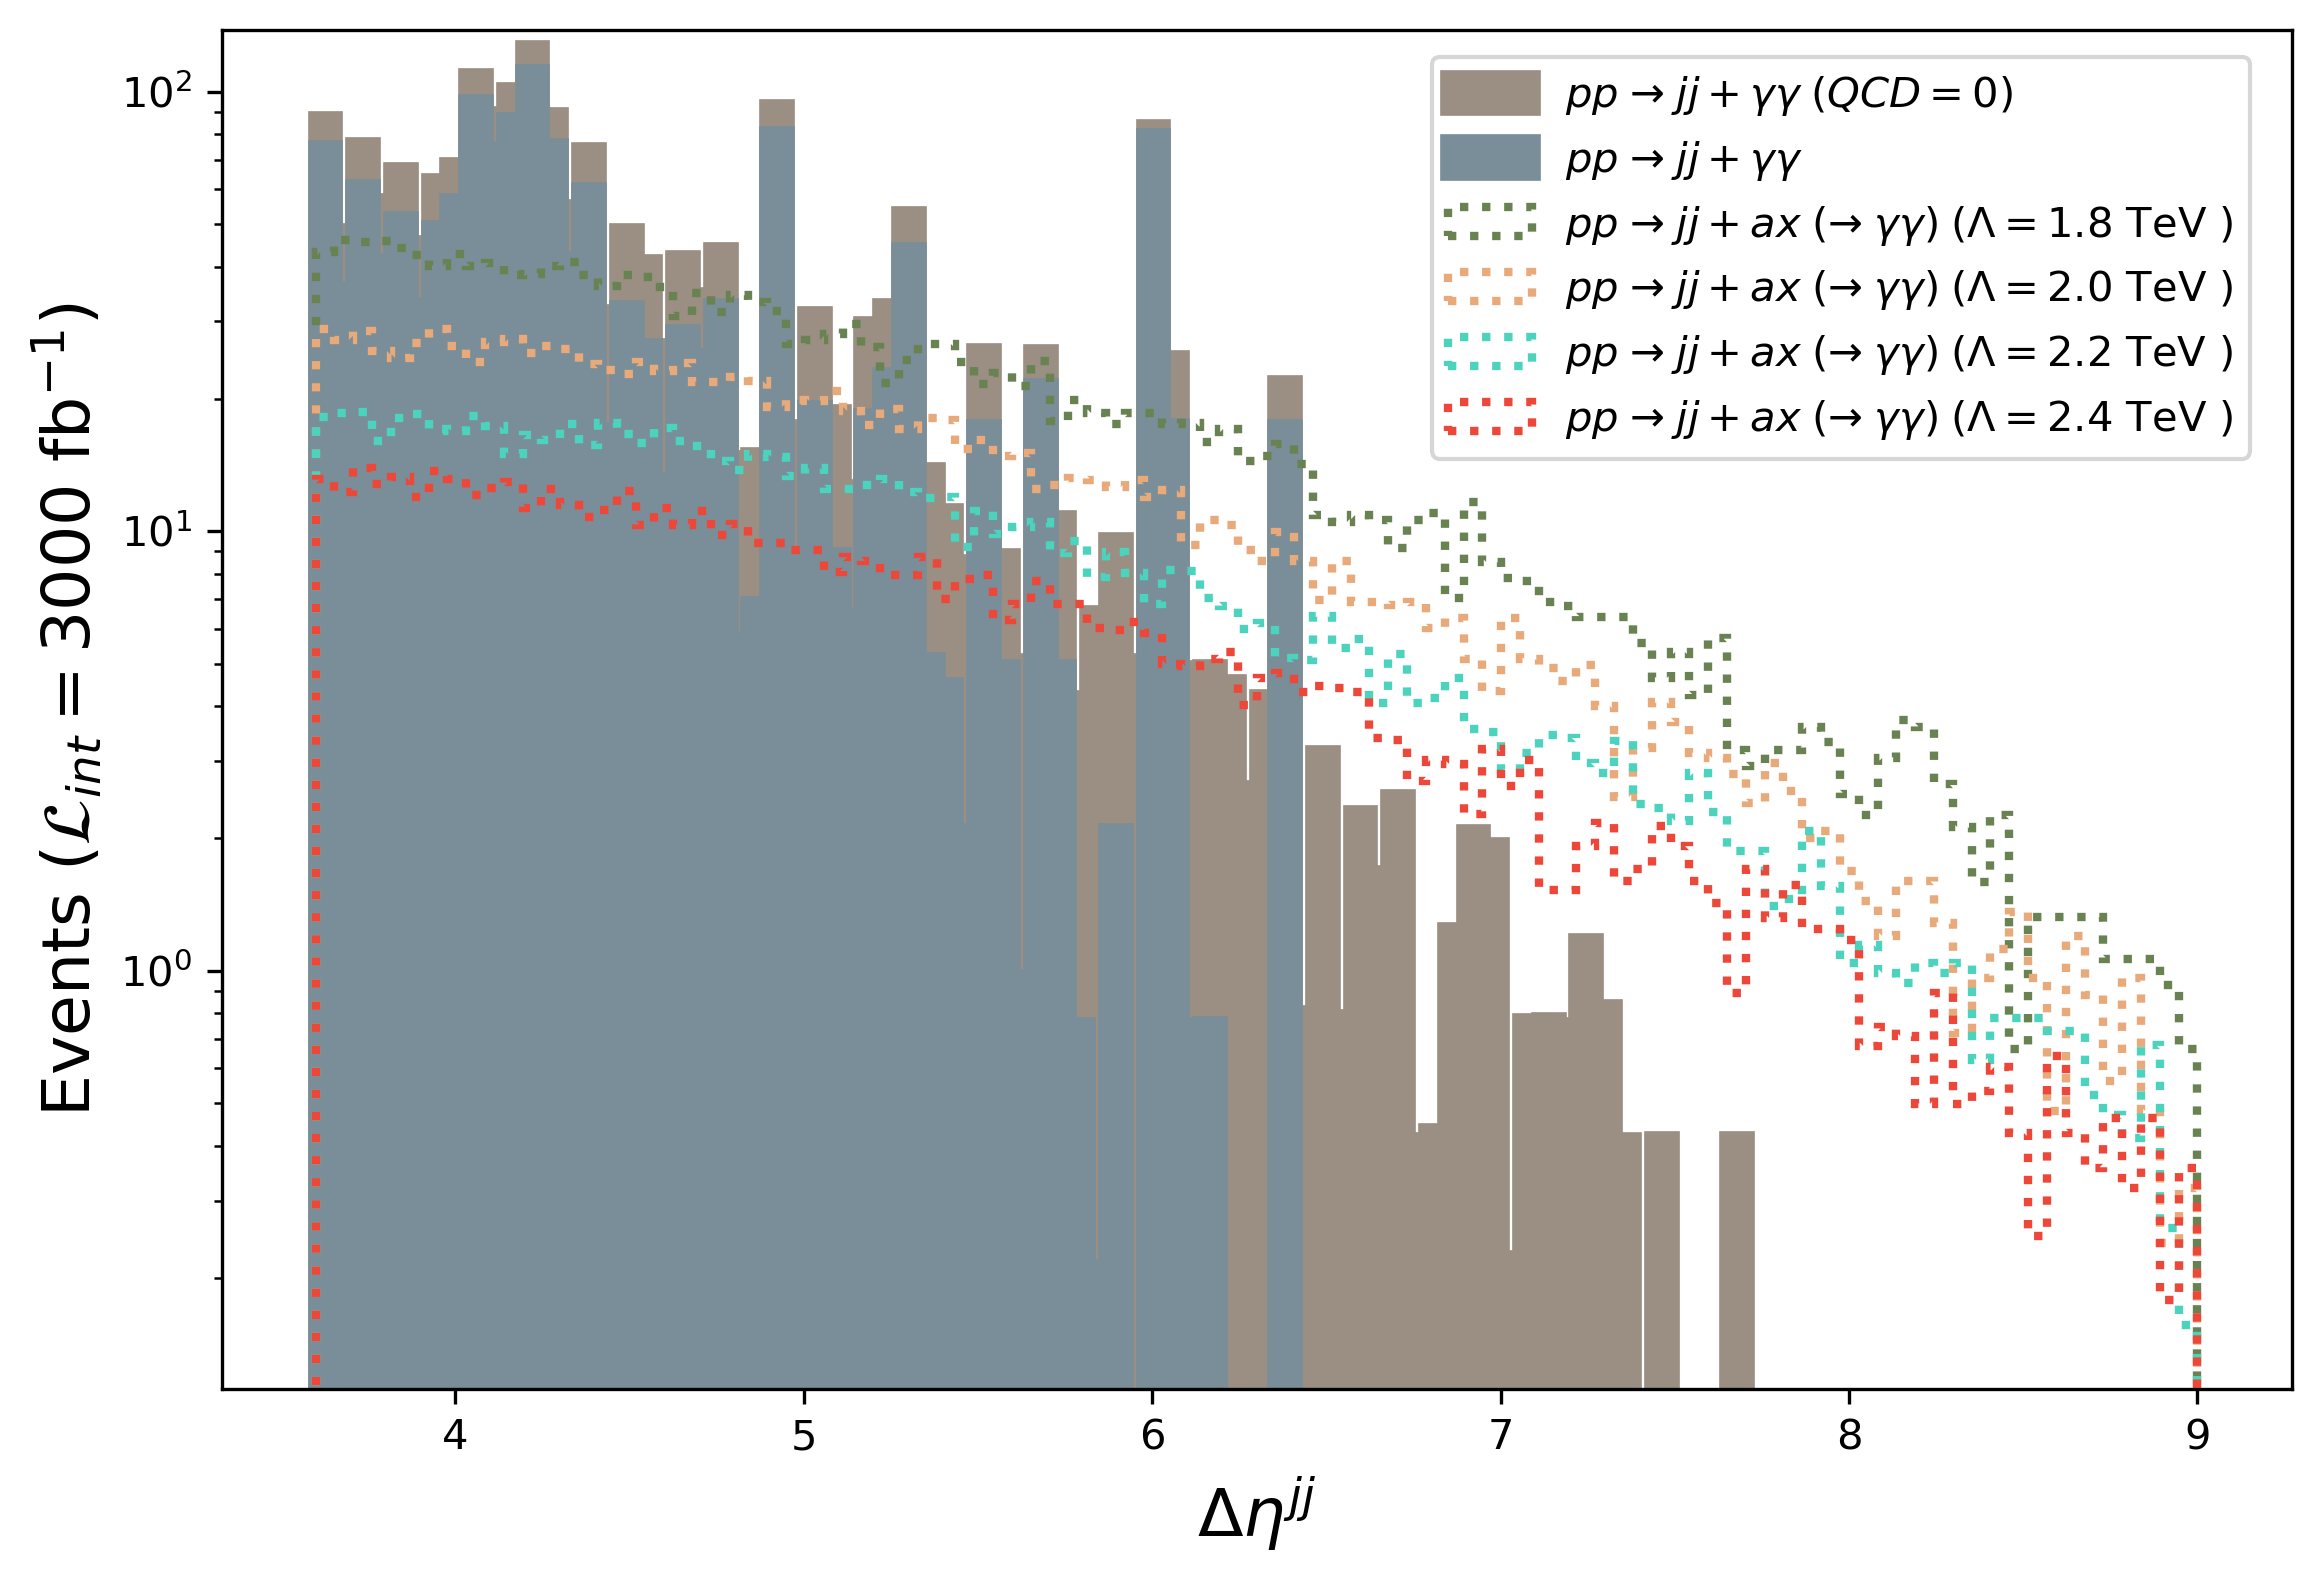 10²
10¹
10⁰
Events (ℒ_int = 3000 fb⁻¹)
pp → jj + γγ (QCD = 0)
pp → jj + γγ
pp → jj + ax (→ γγ) (Λ = 1.8 TeV )
pp → jj + ax (→ γγ) (Λ = 2.0 TeV )
pp → jj + ax (→ γγ) (Λ = 2.2 TeV )
pp → jj + ax (→ γγ) (Λ = 2.4 TeV )
4 5 6 7 8 9
Δη^jj